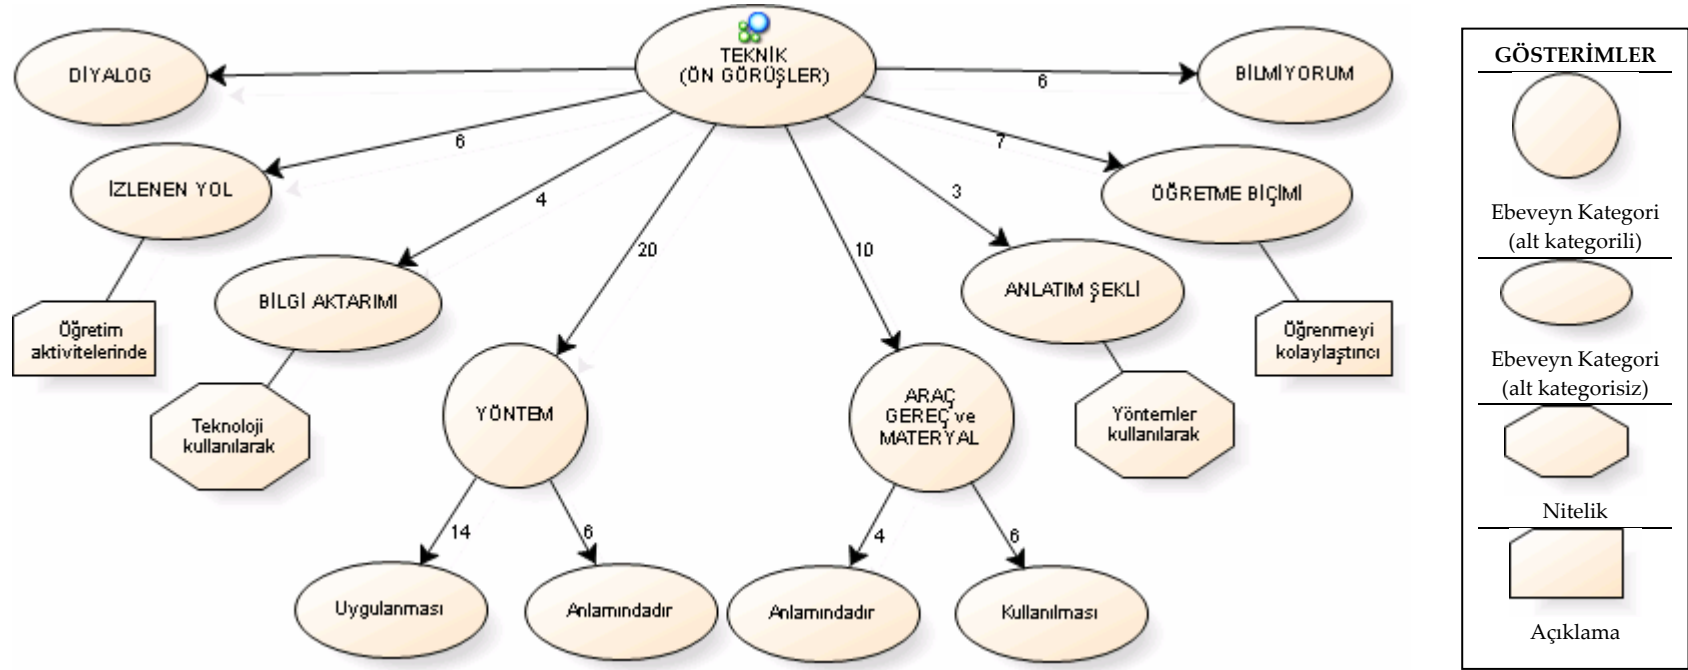 TEKNİK
(ÖN GÖRÜŞLER)
DİYALOG
BİLMİYORUM
6
6
7
İZLENEN YOL
ÖĞRETME BİÇİMİ
4
3
20
10
BİLGİ AKTARIMI
ANLATIM ŞEKLİ
Öğretim
aktivitelerinde
Öğrenmeyi
kolaylaştırıcı
YÖNTEM
ARAÇ
GEREÇ ve
MATERYAL
Teknoloji
kullanılarak
Yöntemler
kullanılarak
14
6
4
6
Uygulanması
Anlamındadır
Anlamındadır
Kullanılması
GÖSTERİMLER
Ebeveyn Kategori
(alt kategorili)
Ebeveyn Kategori
(alt kategorisiz)
Nitelik
Açıklama